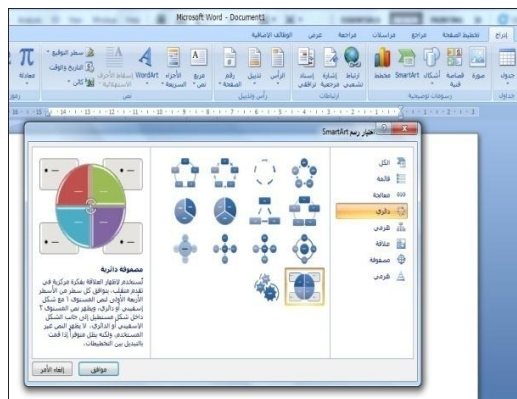 Microsoft Word - Document1
إدراج
تخطيط الصفحة
مراجع
مراسلات
مراجعة
عرض
الوظائف الإضافية
جدول
صورة
قصاصة فنية
أشكال
SmartArt
مخطط
ارتباط تشعبي
إشارة مرجعية
إسناد ترافقي
الرأس
تذييل
رقم الصفحة
مربع نص
الأجزاء السريعة
WordArt
إسقاط الأحرف الاستهلالية
سطر التوقيع
التاريخ والوقت
كائن
معادلة
جداول
رسومات توضيحية
ارتباطات
رأس وتذييل
نص
رموز
اختيار رسم SmartArt
الكل
قائمة
معالجة
دائري
هرمي
علاقة
مصفوفة
هرمي
مصفوفة دائرية
تُستخدم لإظهار العلاقة بفكرة مركزية في
تقدم متقلب. يتوافق كل سطر من الأسطر
الأربعة الأولى لنص المستوى ١ مع شكل
إسفيني أو دائري، ويظهر نص المستوى ٢
داخل شكل مستطيل إلى جانب الشكل
الإسفيني أو الدائري. لا يظهر النص غير
المستخدم، ولكنه يظل متوفراً إذا قمت
بالتبديل بين التخطيطات.
موافق
إلغاء الأمر